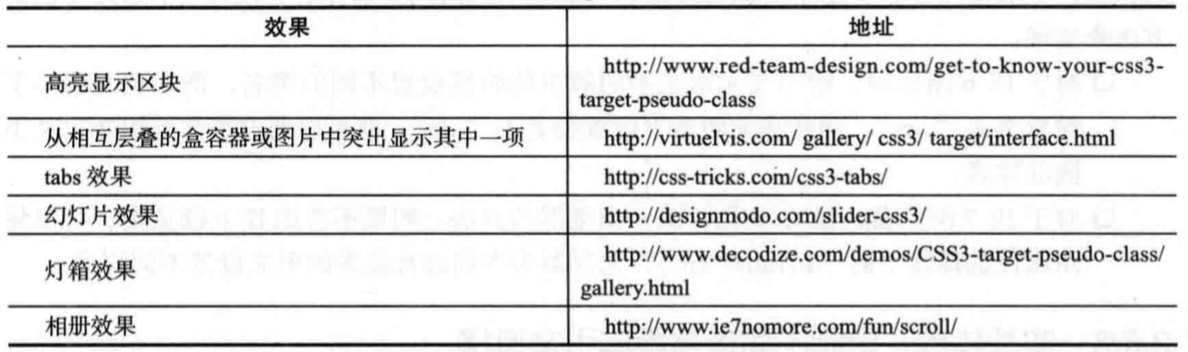 效果 地址
高亮显示区块 http://www.red-team-design.com/get-to-know-your-css3-
target-pseudo-class
从相互层叠的盒容器或图片中突出显示其中一项 http://virtuelvis.com/ gallery/ css3/ target/interface.html
tabs 效果 http://css-tricks.com/css3-tabs/
幻灯片效果 http://designmodo.com/slider-css3/
灯箱效果 http://www.decodize.com/demos/CSS3-target-pseudo-class/
gallery.html
相册效果 http://www.ie7nomore.com/fun/scroll/